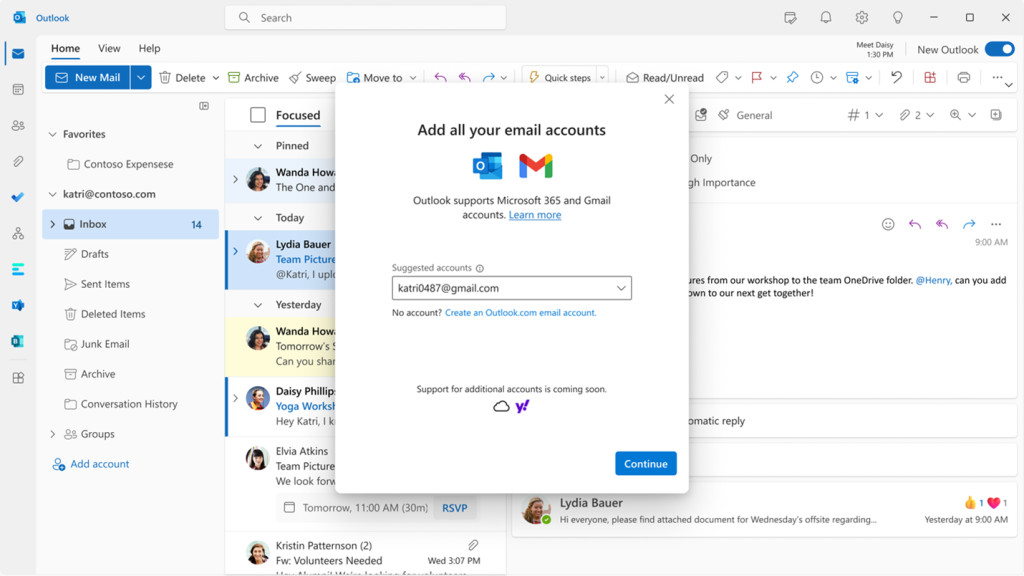 Outlook
Search
Home View Help
Meet Daisy
1:30 PM
New Outlook
New Mail Delete Archive Sweep Move to Quick steps Read/Unread
Favorites
Contoso Expensese
katri@contoso.com
Inbox 14
Drafts
Sent Items
Deleted Items
Junk Email
Archive
Conversation History
Groups
Add account
Focused
Pinned
Wanda How
The One and
Today
Lydia Bauer
Team Picture
@Katri, I uplo
Yesterday
Wanda How
Tomorrow's S
Can you shar
Daisy Phillip
Yoga Worksh
Hey Katri, I k
Elvia Atkins
Team Picture
We look forw
Tomorrow, 11:00 AM (30m) RSVP
Kristin Patternson (2)
Fw: Volunteers Needed Wed 3:07 PM
Add all your email accounts
Outlook supports Microsoft 365 and Gmail
accounts. Learn more
Suggested accounts
katri0487@gmail.com
No account? Create an Outlook.com email account.
Support for additional accounts is coming soon.
y!
Continue
General # 1 2
Only
gh Importance
9:00 AM
ures from our workshop to the team OneDrive folder. @Henry, can you add
own to our next get together!
omatic reply
Lydia Bauer 1 1
Hi everyone, please find attached document for Wednesday's offsite regarding... Yesterday at 9:00 AM